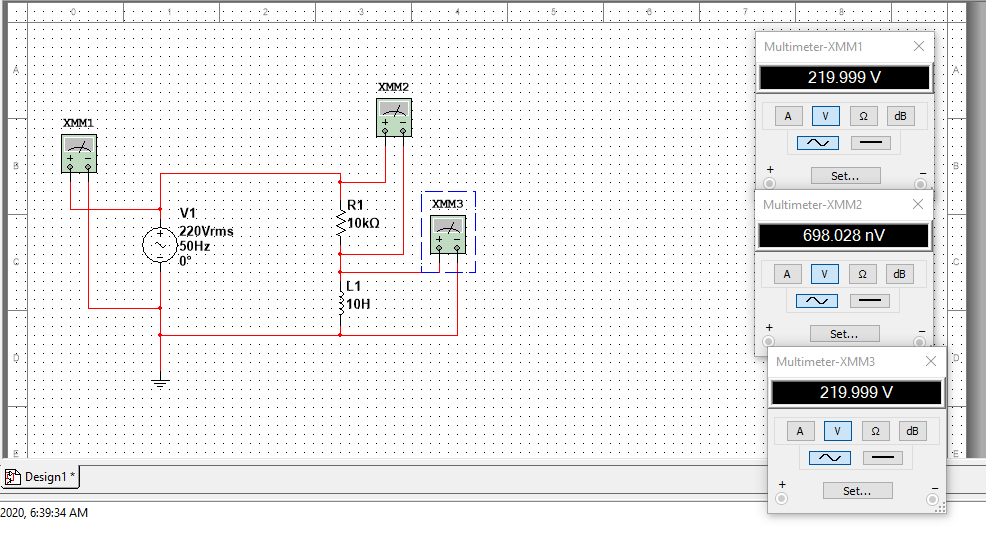 0 1 2 3 4 5 6 7 8
A
B
C
D
E
A
B
C
D
E
XMM1
+ −
XMM2
+ −
XMM3
+ −
V1
220Vrms
50Hz
0°
+
R1
10kΩ
L1
10H
Multimeter-XMM1
219.999 V
A V Ω dB
+ −
Set...
Multimeter-XMM2
698.028 nV
A V Ω dB
+ −
Set...
Multimeter-XMM3
219.999 V
A V Ω dB
+ −
Set...
Design1 *
2020, 6:39:34 AM